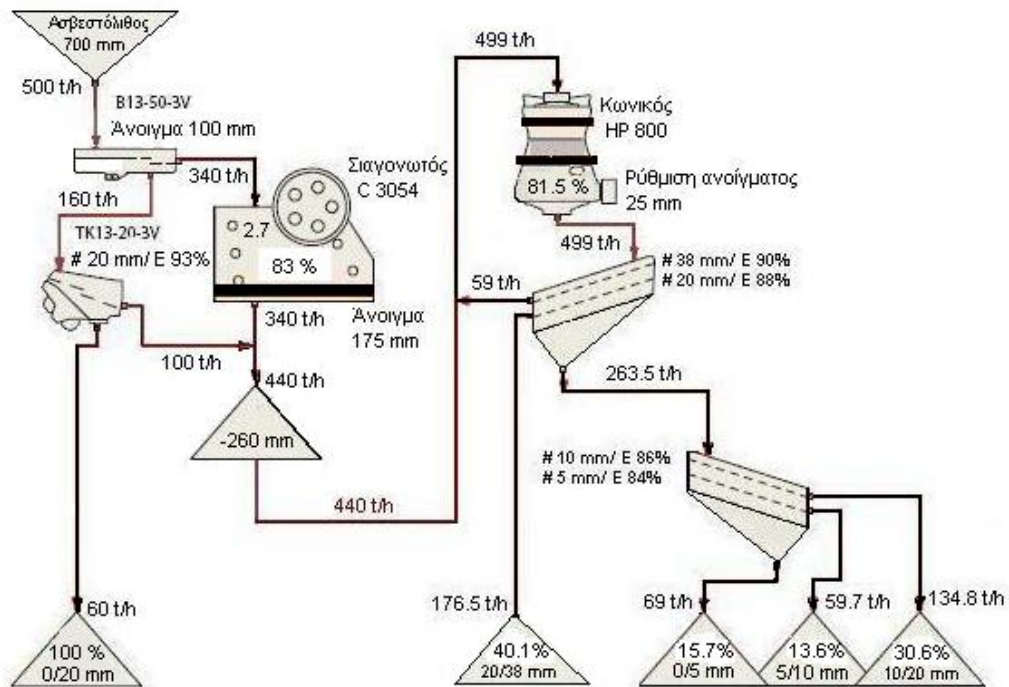 Ασβεστόλιθος
700 mm
500 t/h
B13-50-3V
Άνοιγμα 100 mm
340 t/h
160 t/h
TK13-20-3V
# 20 mm/ E 93%
Σιαγονωτός
C 3054
2.7
83 %
340 t/h
Άνοιγμα
175 mm
100 t/h
440 t/h
-260 mm
440 t/h
60 t/h
100 %
0/20 mm
499 t/h
Κωνικός
HP 800
81.5 %
Ρύθμιση ανοίγματος
25 mm
499 t/h
# 38 mm/ E 90%
# 20 mm/ E 88%
59 t/h
263.5 t/h
# 10 mm/ E 86%
# 5 mm/ E 84%
176.5 t/h
40.1%
20/38 mm
69 t/h
15.7%
0/5 mm
59.7 t/h
13.6%
5/10 mm
134.8 t/h
30.6%
10/20 mm